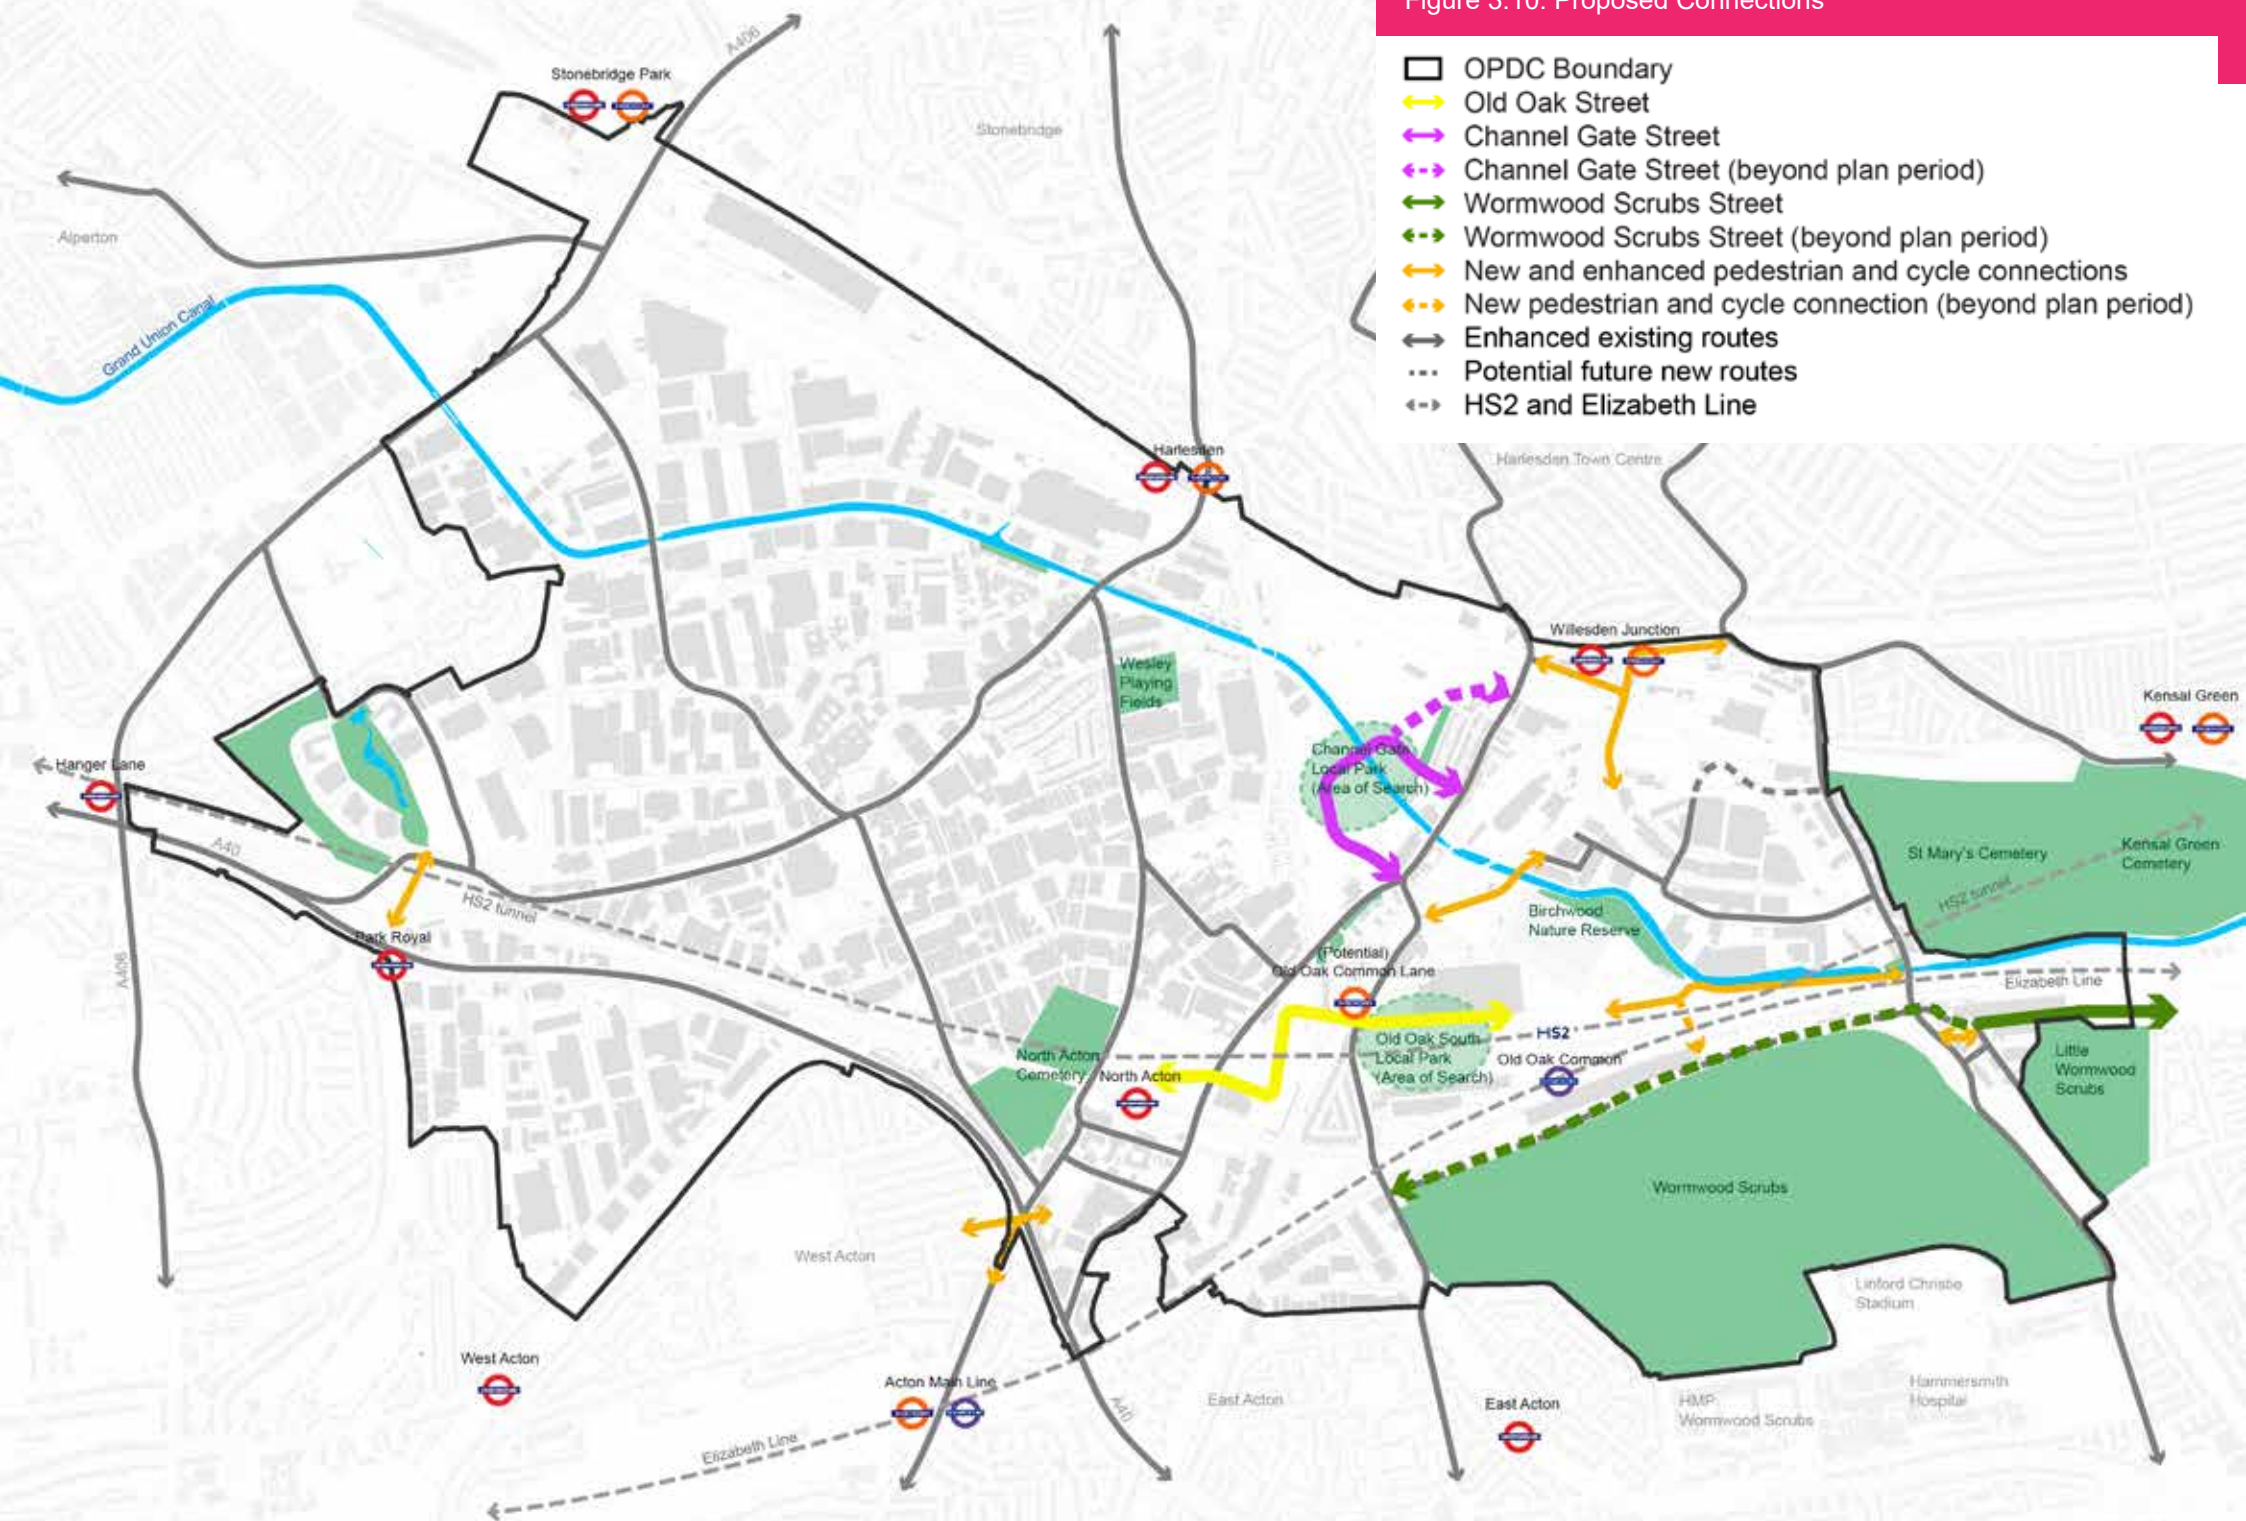 Figure 3.10: Proposed Connections
OPDC Boundary
Old Oak Street
Channel Gate Street
Channel Gate Street (beyond plan period)
Wormwood Scrubs Street
Wormwood Scrubs Street (beyond plan period)
New and enhanced pedestrian and cycle connections
New pedestrian and cycle connection (beyond plan period)
Enhanced existing routes
Potential future new routes
HS2 and Elizabeth Line
A406
Stonebridge Park
Stonebridge
Alperton
Grand Union Canal
Harlesden
Harlesden Town Centre
Willesden Junction
Wesley
Playing
Fields
Kensal Green
Channel Gate
Local Park
(Area of Search)
Hanger Lane
A40
HS2 tunnel
St Mary's Cemetery
Kensal Green
Cemetery
HS2 tunnel
Birchwood
Nature Reserve
Park Royal
A406
(Potential)
Old Oak Common Lane
Elizabeth Line
HS2
Old Oak South
Local Park
(Area of Search)
Old Oak Common
North Acton
Cemetery
North Acton
Little
Wormwood
Scrubs
Wormwood Scrubs
West Acton
Linford Christie
Stadium
West Acton
Acton Main Line
A40
East Acton
East Acton
HMP
Wormwood Scrubs
Hammersmith
Hospital
Elizabeth Line